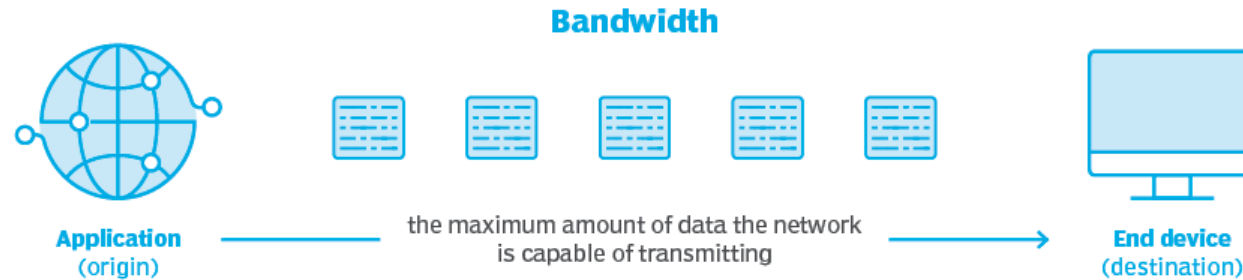 Bandwidth
the maximum amount of data the network
is capable of transmitting
Application
(origin)
End device
(destination)